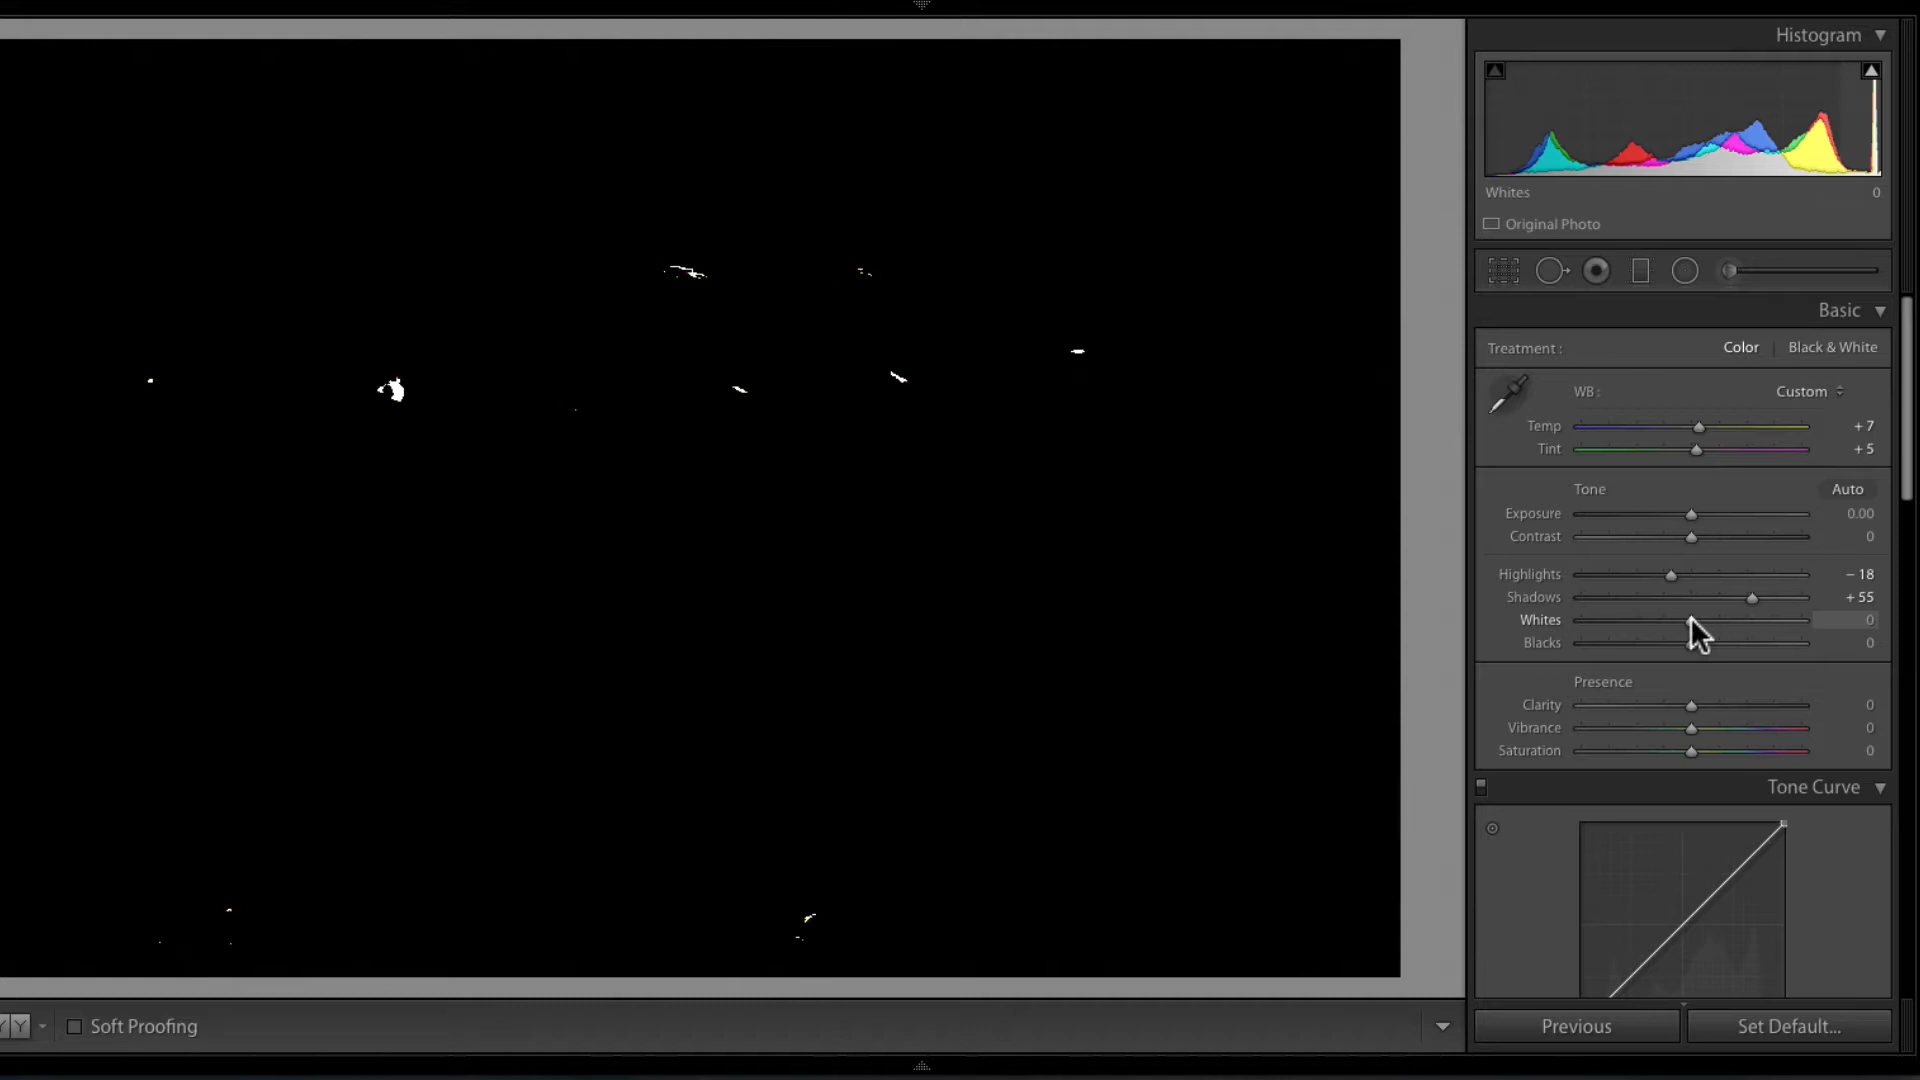 Histogram
Whites 0
Original Photo
Basic
Treatment : Color Black & White
WB : Custom
Temp + 7
Tint + 5
Tone Auto
Exposure 0.00
Contrast 0
Highlights − 18
Shadows + 55
Whites 0
Blacks 0
Presence
Clarity 0
Vibrance 0
Saturation 0
Tone Curve
Y Y Soft Proofing
Previous Set Default...